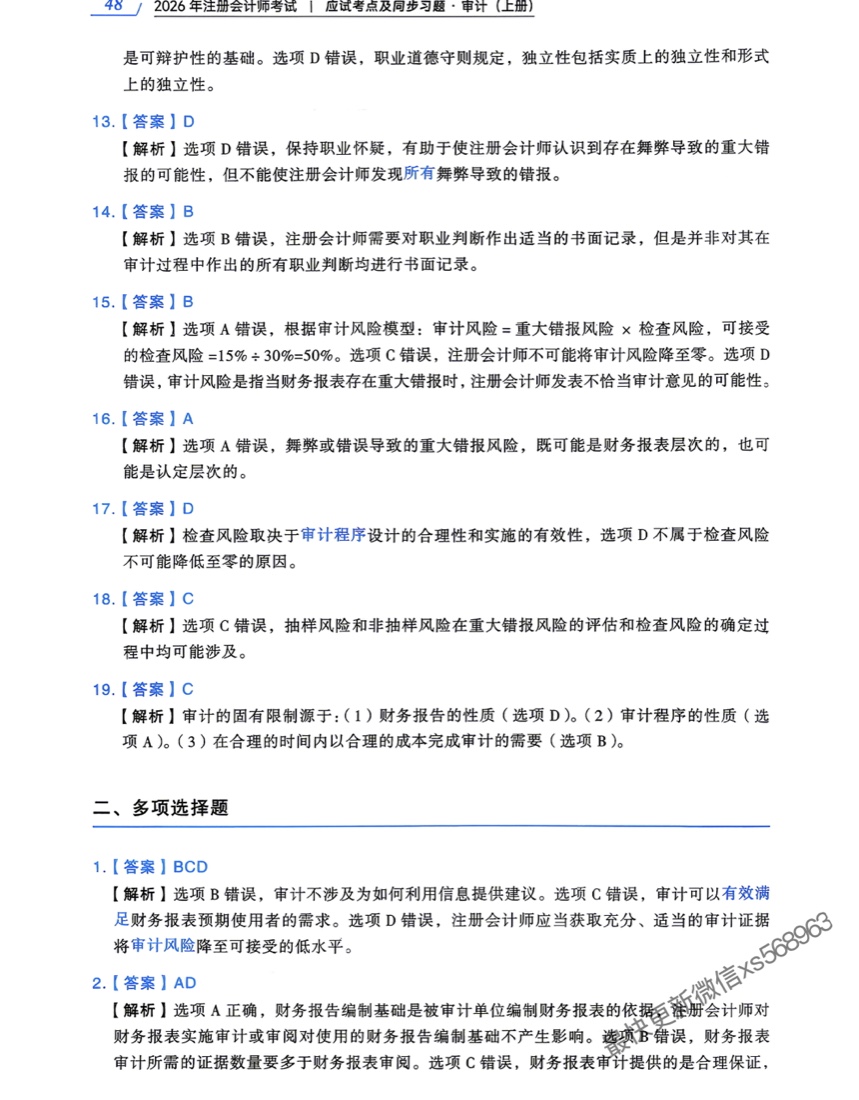 48 2026 年注册会计师考试 | 应试考点及同步习题·审计（上册）
是可辩护性的基础。选项 D 错误，职业道德守则规定，独立性包括实质上的独立性和形式
上的独立性。
13.【答案】D
【解析】选项 D 错误，保持职业怀疑，有助于使注册会计师认识到存在舞弊导致的重大错
报的可能性，但不能使注册会计师发现所有舞弊导致的错报。
14.【答案】B
【解析】选项 B 错误，注册会计师需要对职业判断作出适当的书面记录，但是并非对其在
审计过程中作出的所有职业判断均进行书面记录。
15.【答案】B
【解析】选项 A 错误，根据审计风险模型：审计风险 = 重大错报风险 × 检查风险，可接受
的检查风险 =15% ÷ 30%=50%。选项 C 错误，注册会计师不可能将审计风险降至零。选项 D
错误，审计风险是指当财务报表存在重大错报时，注册会计师发表不恰当审计意见的可能性。
16.【答案】A
【解析】选项 A 错误，舞弊或错误导致的重大错报风险，既可能是财务报表层次的，也可
能是认定层次的。
17.【答案】D
【解析】检查风险取决于审计程序设计的合理性和实施的有效性，选项 D 不属于检查风险
不可能降低至零的原因。
18.【答案】C
【解析】选项 C 错误，抽样风险和非抽样风险在重大错报风险的评估和检查风险的确定过
程中均可能涉及。
19.【答案】C
【解析】审计的固有限制源于：（1）财务报告的性质（选项 D）。（2）审计程序的性质（选
项 A）。（3）在合理的时间内以合理的成本完成审计的需要（选项 B）。
二、多项选择题
1.【答案】BCD
【解析】选项 B 错误，审计不涉及为如何利用信息提供建议。选项 C 错误，审计可以有效满
足财务报表预期使用者的需求。选项 D 错误，注册会计师应当获取充分、适当的审计证据
将审计风险降至可接受的低水平。
2.【答案】AD
【解析】选项 A 正确，财务报告编制基础是被审计单位编制财务报表的依据，注册会计师对
财务报表实施审计或审阅对使用的财务报告编制基础不产生影响。选项 B 错误，财务报表
审计所需的证据数量要多于财务报表审阅。选项 C 错误，财务报表审计提供的是合理保证，
最快更新微信xs568963